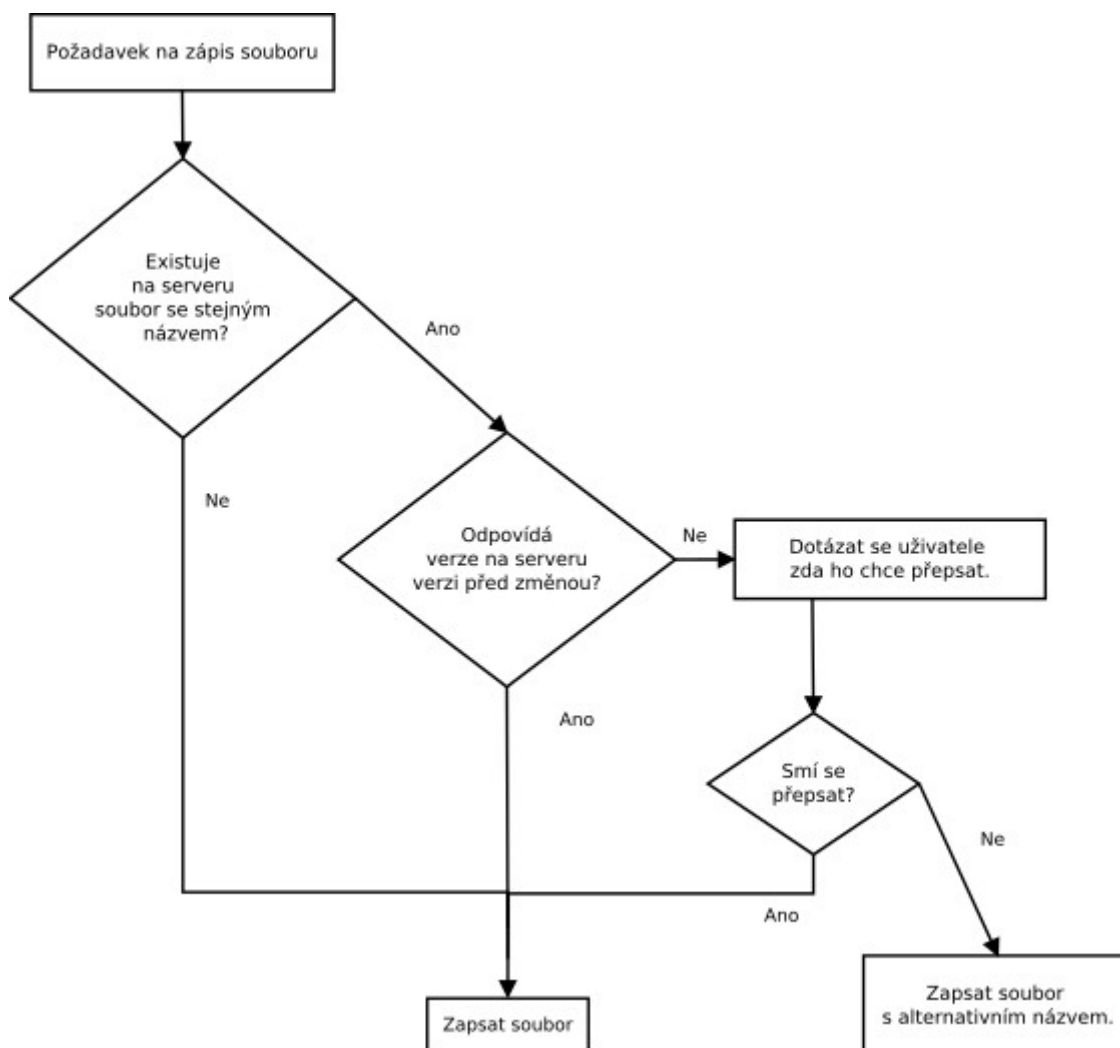 Požadavek na zápis souboru
Existuje
na serveru
soubor se stejným
názvem?
Ano
Ne
Odpovídá
verze na serveru
verzi před změnou?
Ne
Dotázat se uživatele
zda ho chce přepsat.
Ano
Smí se
přepsat?
Ne
Ano
Zapsat soubor
Zapsat soubor
s alternativním názvem.